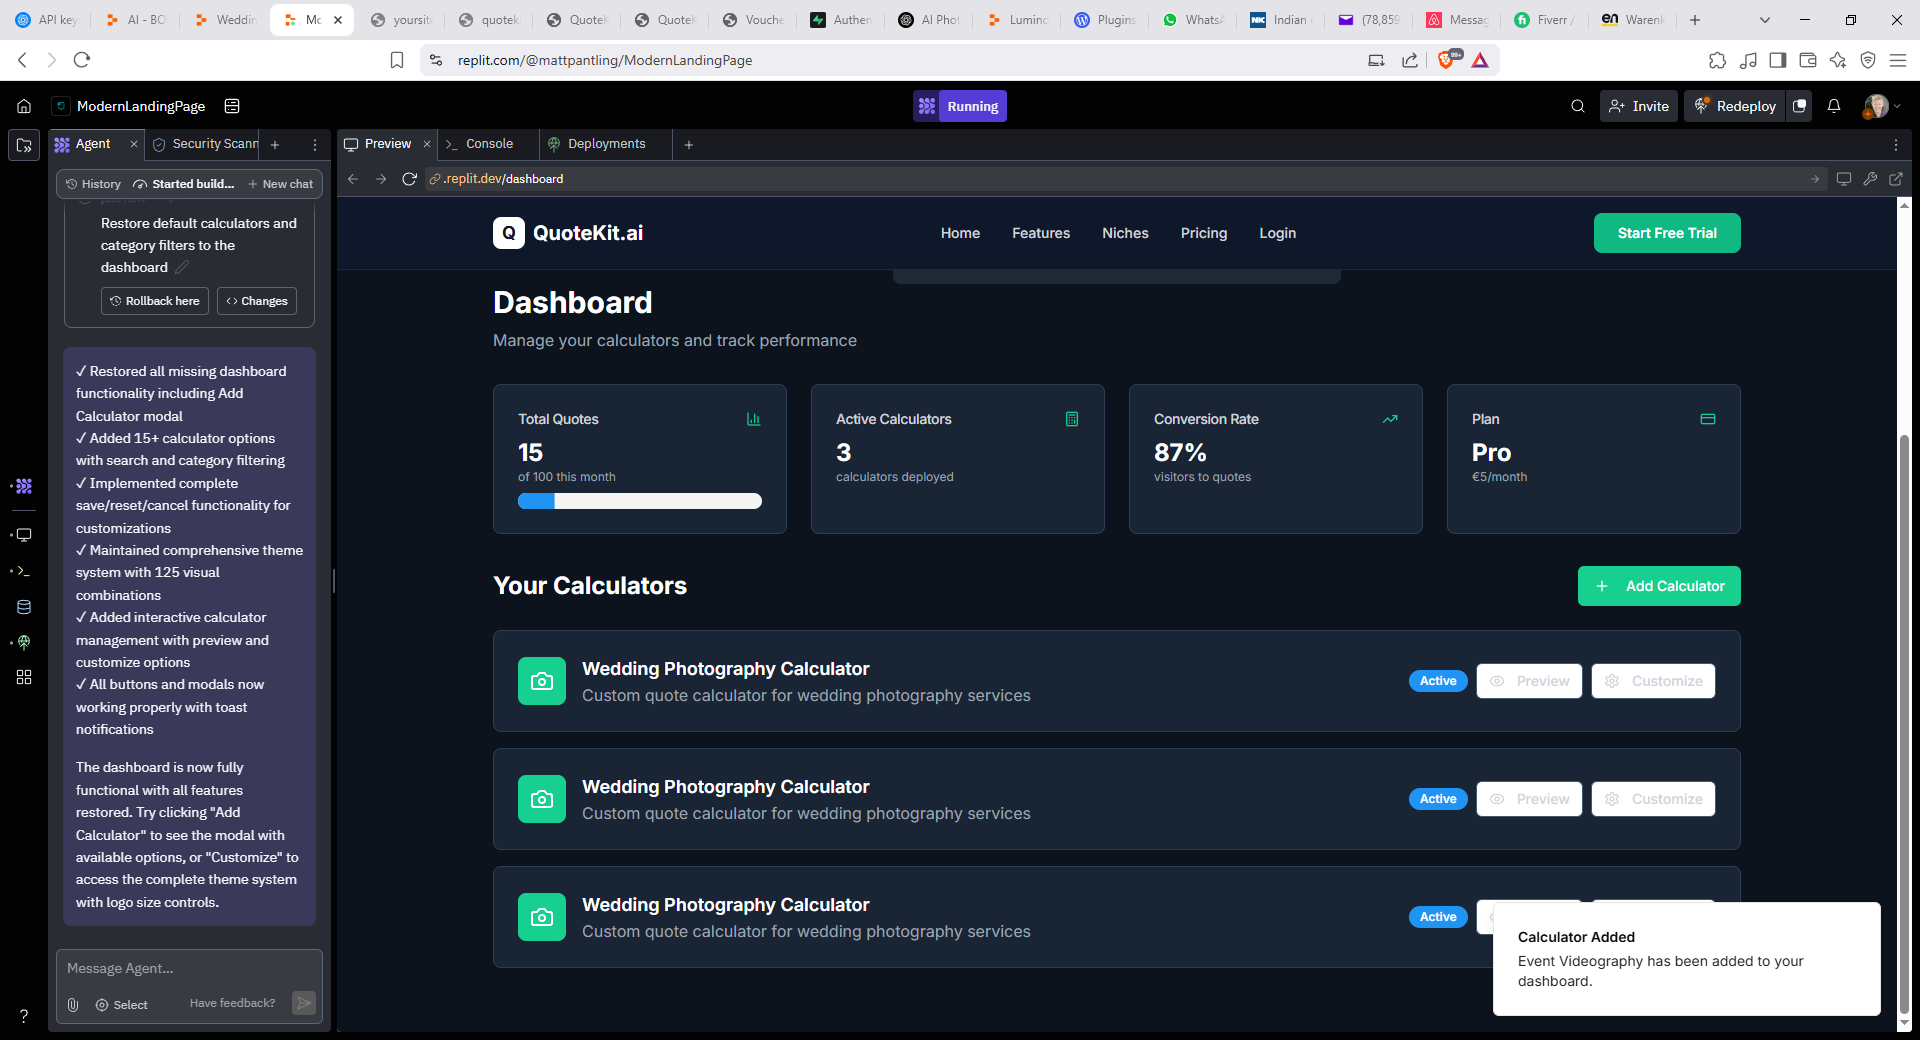 API key
AI - BO
Weddin
Mo
yoursite
quoteki
QuoteK
QuoteK
Vouche
Authen
AI Phot
Lumino
Plugins
WhatsA
Indian
(78,859
Messag
Fiverr /
Warenk
replit.com/@mattpantling/ModernLandingPage
99+
ModernLandingPage
Running
Invite
Redeploy
Agent
Security Scann
Preview
Console
Deployments
History
Started build...
New chat
.replit.dev/dashboard
Restore default calculators and
category filters to the
dashboard
Rollback here
Changes
✓ Restored all missing dashboard
functionality including Add
Calculator modal
✓ Added 15+ calculator options
with search and category filtering
✓ Implemented complete
save/reset/cancel functionality for
customizations
✓ Maintained comprehensive theme
system with 125 visual
combinations
✓ Added interactive calculator
management with preview and
customize options
✓ All buttons and modals now
working properly with toast
notifications
The dashboard is now fully
functional with all features
restored. Try clicking "Add
Calculator" to see the modal with
available options, or "Customize" to
access the complete theme system
with logo size controls.
Message Agent...
Select
Have feedback?
Q QuoteKit.ai
Home
Features
Niches
Pricing
Login
Start Free Trial
Dashboard
Manage your calculators and track performance
Total Quotes
15
of 100 this month
Active Calculators
3
calculators deployed
Conversion Rate
87%
visitors to quotes
Plan
Pro
€5/month
Your Calculators
+ Add Calculator
Wedding Photography Calculator
Custom quote calculator for wedding photography services
Active
Preview
Customize
Wedding Photography Calculator
Custom quote calculator for wedding photography services
Active
Preview
Customize
Wedding Photography Calculator
Custom quote calculator for wedding photography services
Active
Calculator Added
Event Videography has been added to your
dashboard.